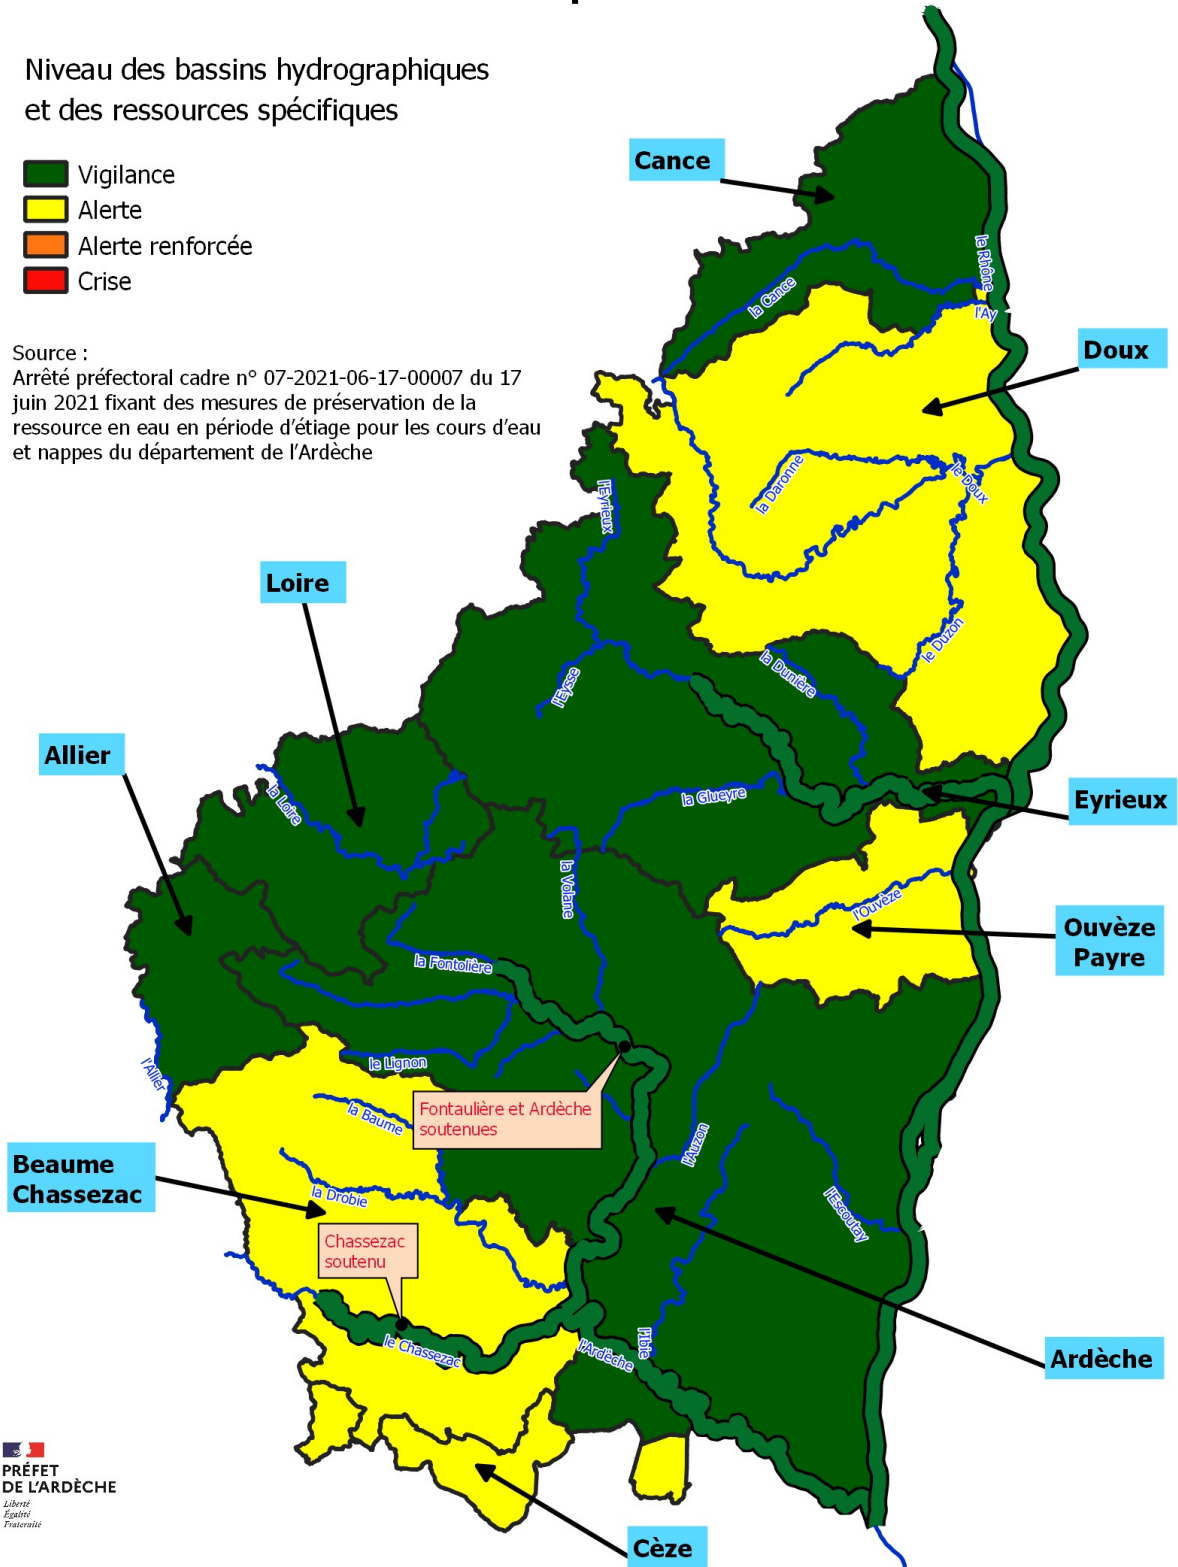 Niveau des bassins hydrographiques
et des ressources spécifiques
Vigilance
Alerte
Alerte renforcée
Crise
Source :
Arrêté préfectoral cadre n° 07-2021-06-17-00007 du 17
juin 2021 fixant des mesures de préservation de la
ressource en eau en période d'étiage pour les cours d'eau
et nappes du département de l'Ardèche
Cance
le Rhône
la Cance
l'Ay
Doux
la Daronne
le Doux
l'Eyrieux
Loire
le Duzon
la Dunière
l'Eysse
Allier
la Loire
la Glueyre
Eyrieux
la Volane
l'Ouvèze
Ouvèze
Payre
la Fontolière
l'Allier
le Lignon
Fontaulière et Ardèche
soutenues
la Baume
l'Auzon
Beaume
Chassezac
la Drobie
l'Escoutay
Chassezac
soutenu
le Chassezac
l'Ardèche
l'Ibie
Ardèche
PRÉFET
DE L'ARDÈCHE
Liberté
Égalité
Fraternité
Cèze